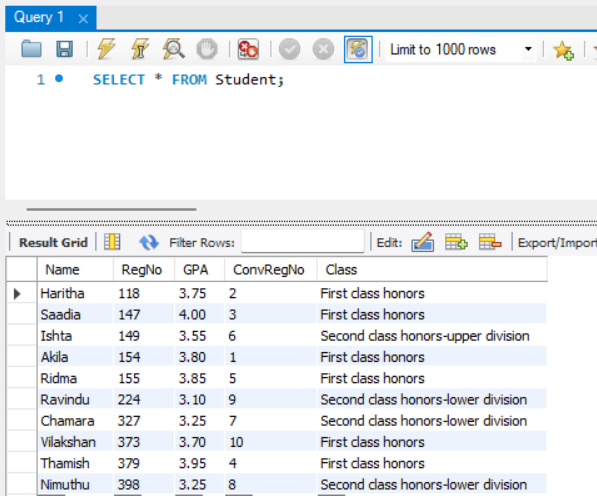 Query 1
Limit to 1000 rows
1 SELECT * FROM Student;
Result Grid Filter Rows: Edit: Export/Import
Name RegNo GPA ConvRegNo Class
Haritha 118 3.75 2 First class honors
Saadia 147 4.00 3 First class honors
Ishta 149 3.55 6 Second class honors-upper division
Akila 154 3.80 1 First class honors
Ridma 155 3.85 5 First class honors
Ravindu 224 3.10 9 Second class honors-lower division
Chamara 327 3.25 7 Second class honors-lower division
Vilakshan 373 3.70 10 First class honors
Thamish 379 3.95 4 First class honors
Nimuthu 398 3.25 8 Second class honors-lower division